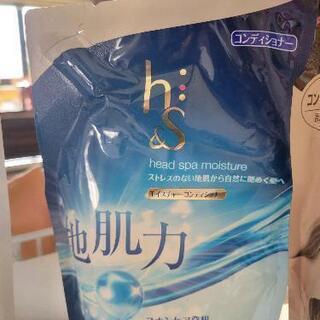 コンディショナー
h
&S
head spa moisture
ストレスのない地肌から自然に艶めく髪へ
モイスチャーコンディショナー
地肌力
コン